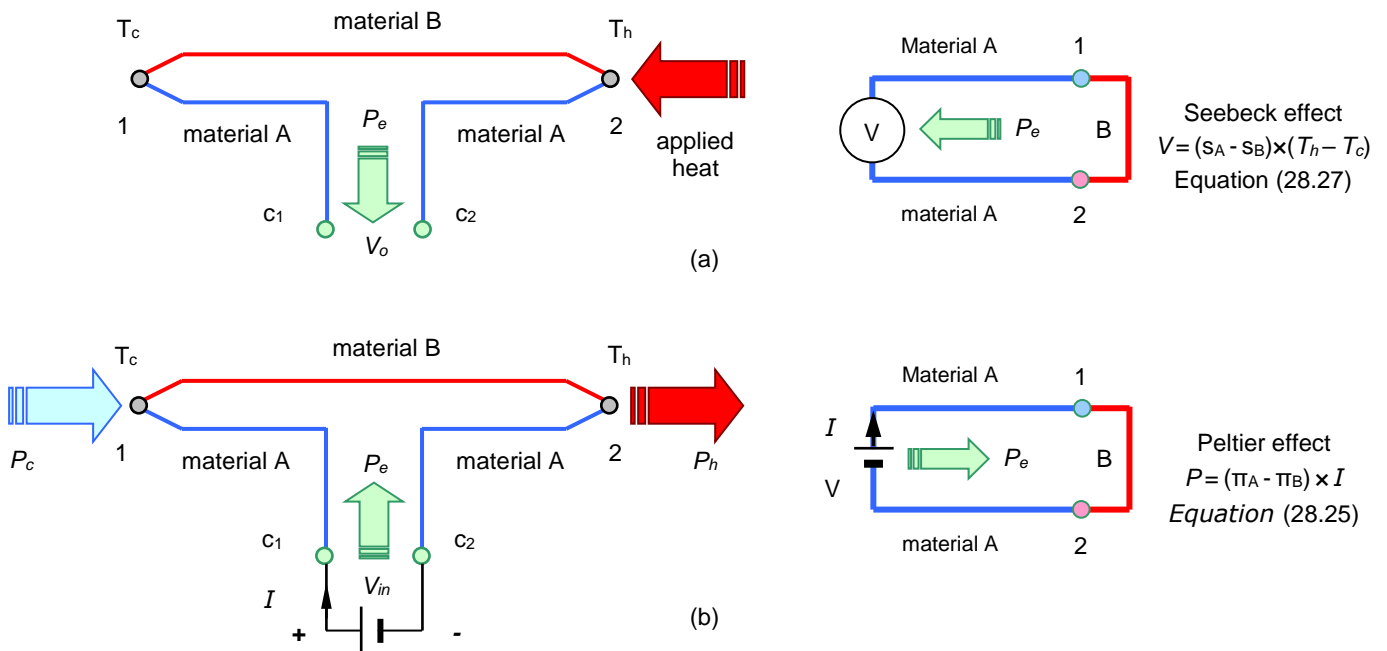 Tc
material B
Th
1
material A
Pe
material A
2
applied
heat
c1
c2
Vo
(a)
Material A
1
V
Pe
B
material A
2
Seebeck effect
V = (sA - sB)×(Th – Tc)
Equation (28.27)
Tc
material B
Th
Pc
1
material A
Pe
material A
2
Ph
c1
c2
I
Vin
+
-
(b)
Material A
1
I
Pe
B
V
material A
2
Peltier effect
P = (πA - πB) × I
Equation (28.25)